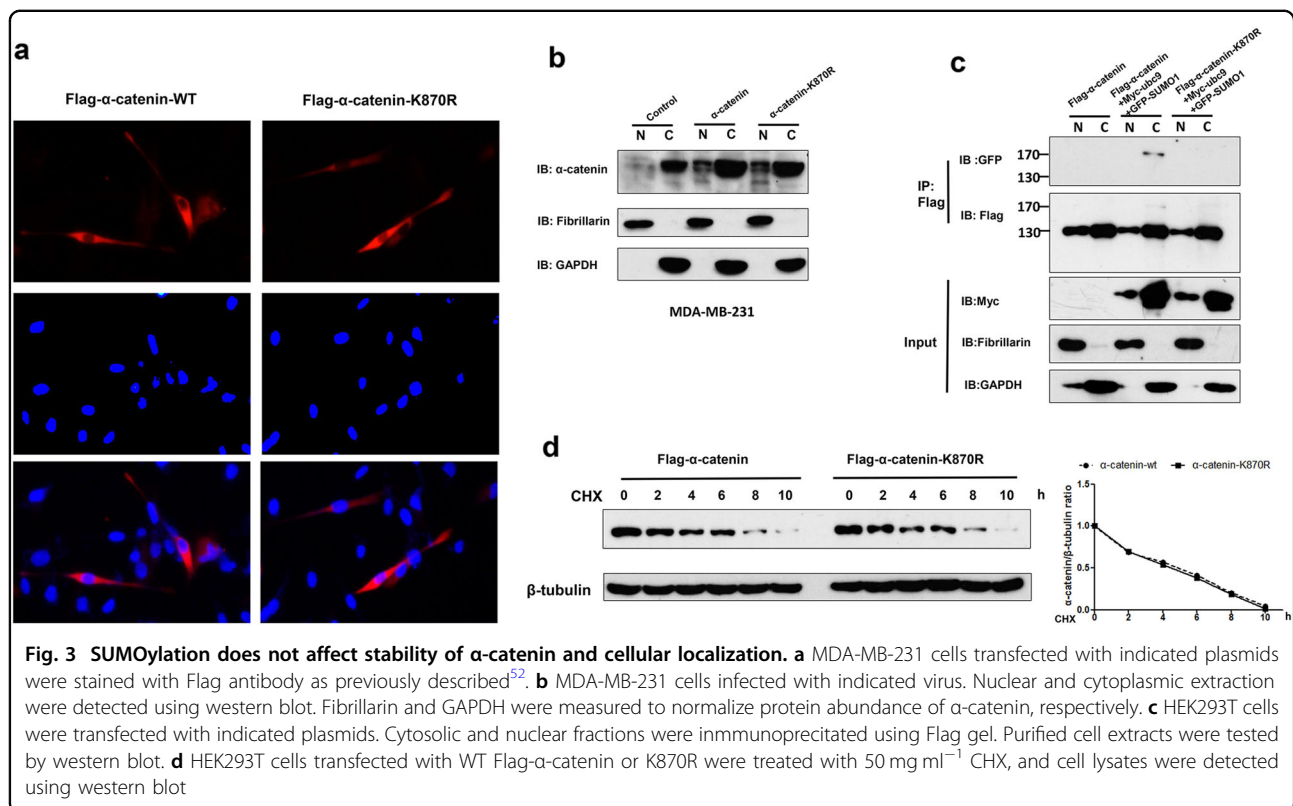 a
Flag-α-catenin-WT
Flag-α-catenin-K870R
b
Control
α-catenin
α-catenin-K870R
N C N C N C
IB: α-catenin
IB: Fibrillarin
IB: GAPDH
MDA-MB-231
c
Flag-α-catenin
Flag-α-catenin
+Myc-ubc9
+GFP-SUMO1
Flag-α-catenin-K870R
+Myc-ubc9
+GFP-SUMO1
N C N C N C
IP:
Flag
IB :GFP
170
130
IB: Flag
170
130
Input
IB:Myc
IB:Fibrillarin
IB:GAPDH
d
Flag-α-catenin
Flag-α-catenin-K870R
CHX 0 2 4 6 8 10 0 2 4 6 8 10 h
β-tubulin
α-catenin-wt
α-catenin-K870R
α-catenin/β-tubulin ratio
1.5
1.0
0.5
0.0
0 2 4 6 8 10 h
CHX
Fig. 3 SUMOylation does not affect stability of α-catenin and cellular localization. a MDA-MB-231 cells transfected with indicated plasmids
were stained with Flag antibody as previously described52. b MDA-MB-231 cells infected with indicated virus. Nuclear and cytoplasmic extraction
were detected using western blot. Fibrillarin and GAPDH were measured to normalize protein abundance of α-catenin, respectively. c HEK293T cells
were transfected with indicated plasmids. Cytosolic and nuclear fractions were inmmunoprecitated using Flag gel. Purified cell extracts were tested
by western blot. d HEK293T cells transfected with WT Flag-α-catenin or K870R were treated with 50 mg ml−1 CHX, and cell lysates were detected
using western blot